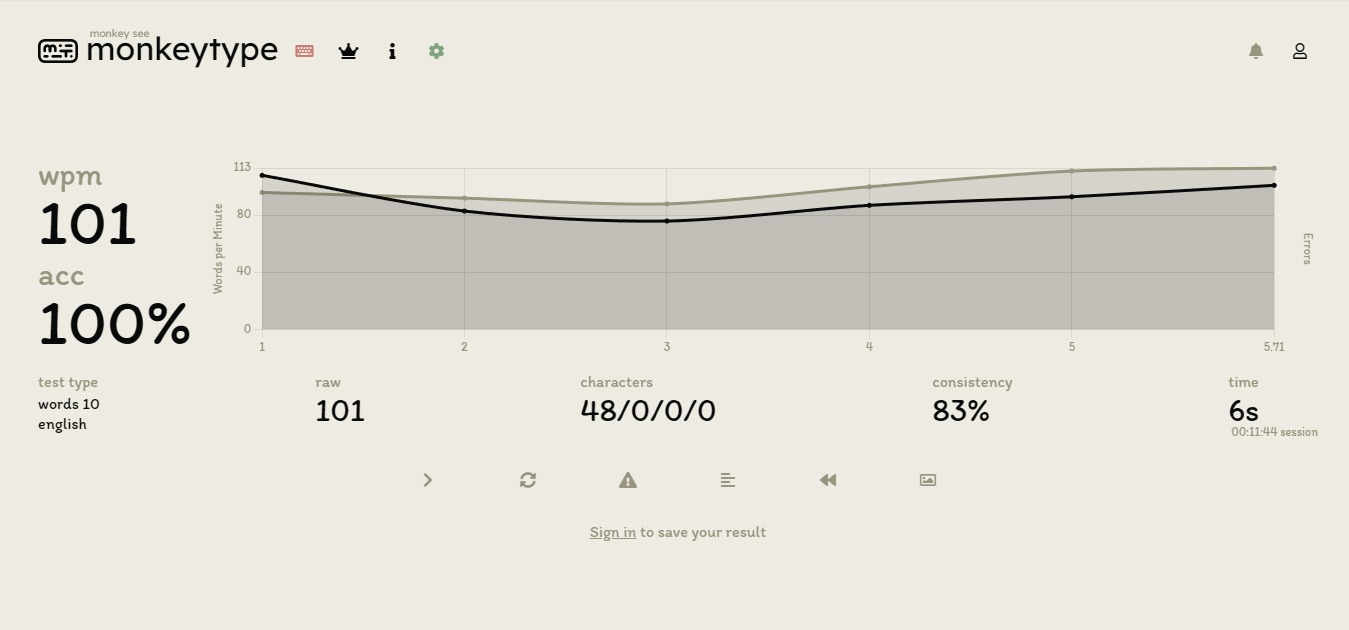 monkey see
monkeytype
wpm
101
acc
100%
Words per Minute
113
80
40
0
1 2 3 4 5 5.71
Errors
test type
words 10
english
raw
101
characters
48/0/0/0
consistency
83%
time
6s
00:11:44 session
Sign in to save your result